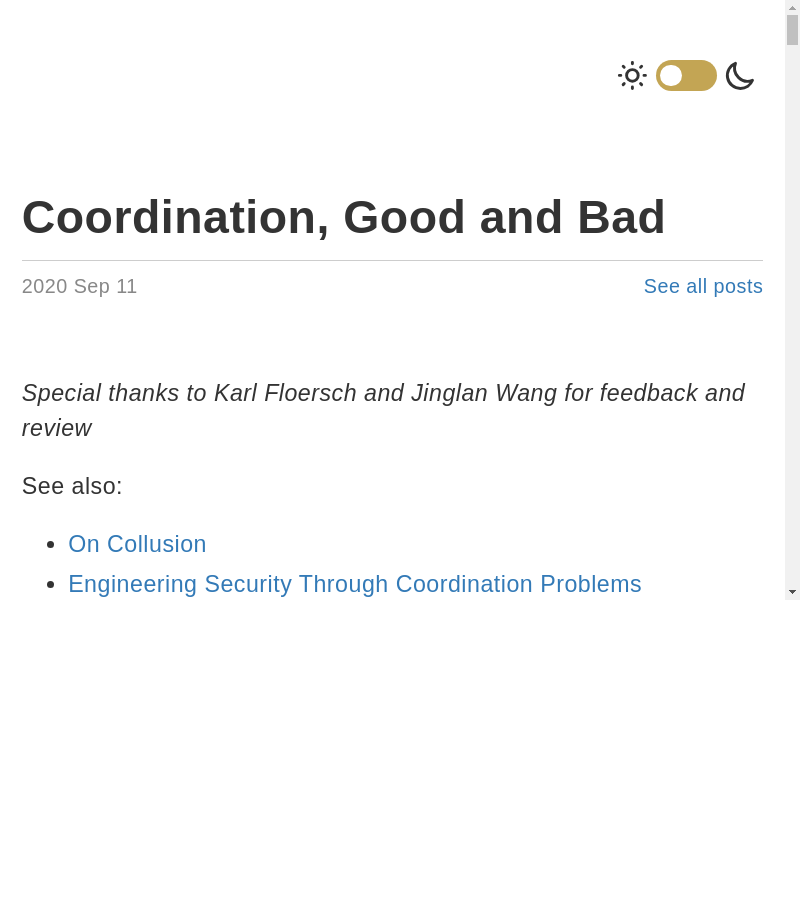 Coordination, Good and Bad
2020 Sep 11
See all posts
Special thanks to Karl Floersch and Jinglan Wang for feedback and
review
See also:
On Collusion
Engineering Security Through Coordination Problems